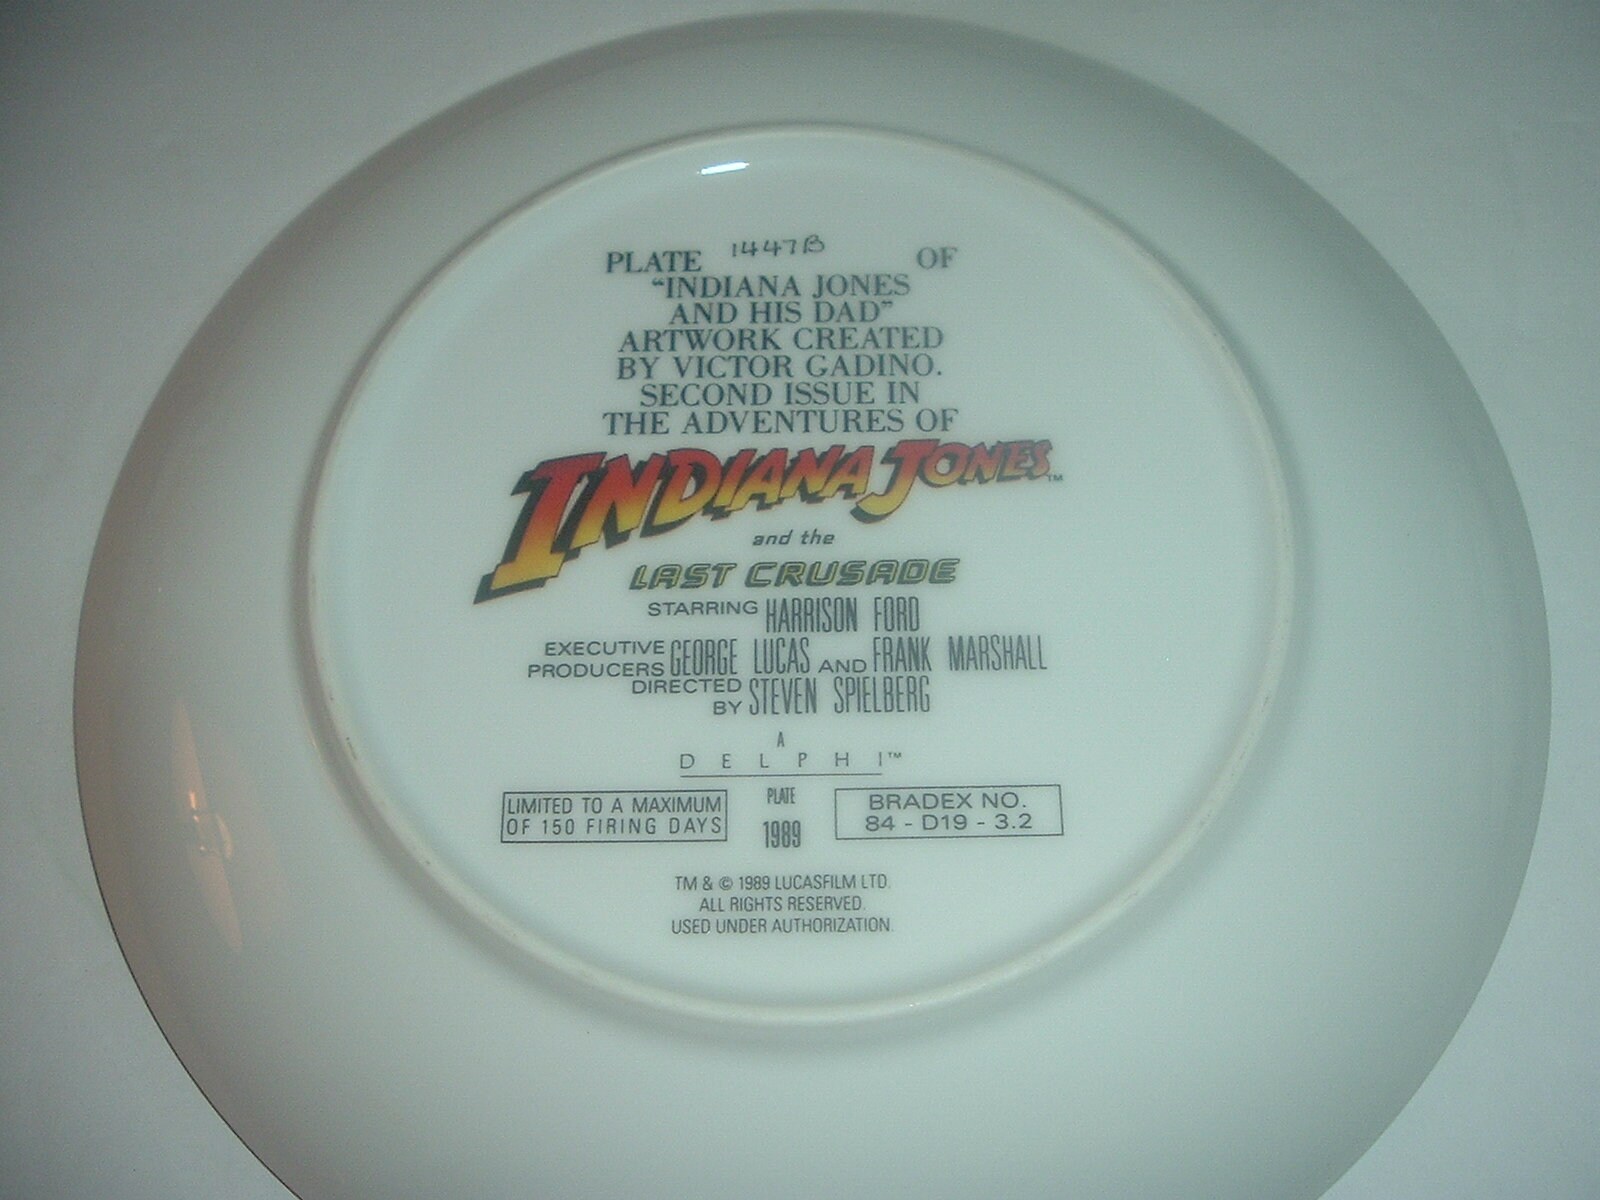 PLATE 1447B OF
"INDIANA JONES
AND HIS DAD"
ARTWORK CREATED
BY VICTOR GADINO.
SECOND ISSUE IN
THE ADVENTURES OF
INDIANA JONES™
and the
LAST CRUSADE
STARRING HARRISON FORD
EXECUTIVE PRODUCERS GEORGE LUCAS AND FRANK MARSHALL
DIRECTED BY STEVEN SPIELBERG
A
DELPHI™
PLATE
1989
LIMITED TO A MAXIMUM
OF 150 FIRING DAYS
BRADEX NO.
84 - D19 - 3.2
TM & © 1989 LUCASFILM LTD.
ALL RIGHTS RESERVED.
USED UNDER AUTHORIZATION.